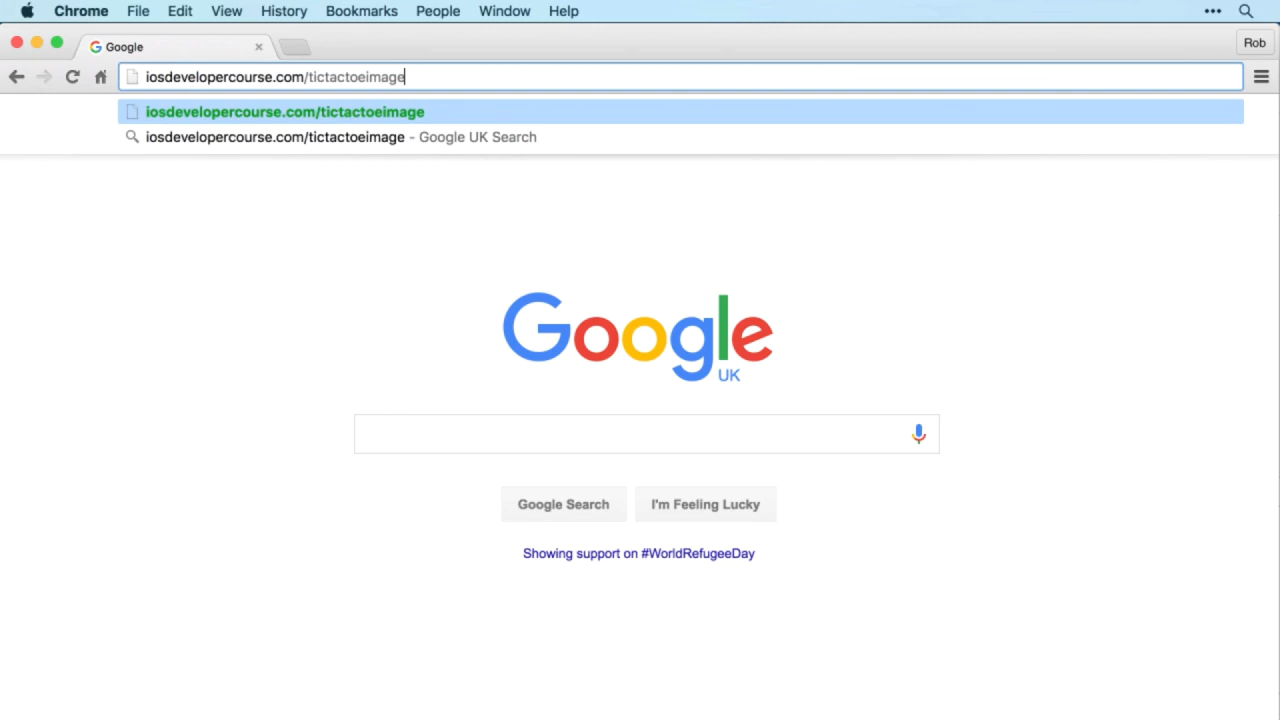 Chrome File Edit View History Bookmarks People Window Help
Google
Rob
iosdevelopercourse.com/tictactoeimage
iosdevelopercourse.com/tictactoeimage
iosdevelopercourse.com/tictactoeimage - Google UK Search
Google
UK
Google Search I'm Feeling Lucky
Showing support on #WorldRefugeeDay